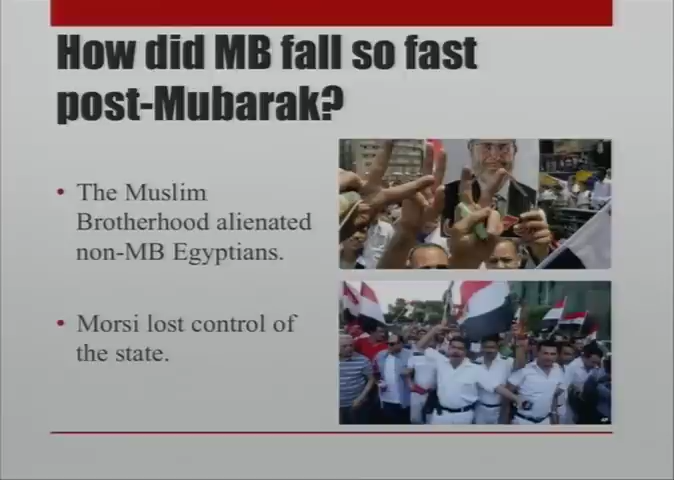 How did MB fall so fast
post-Mubarak?
• The Muslim
Brotherhood alienated
non-MB Egyptians.
• Morsi lost control of
the state.
AP